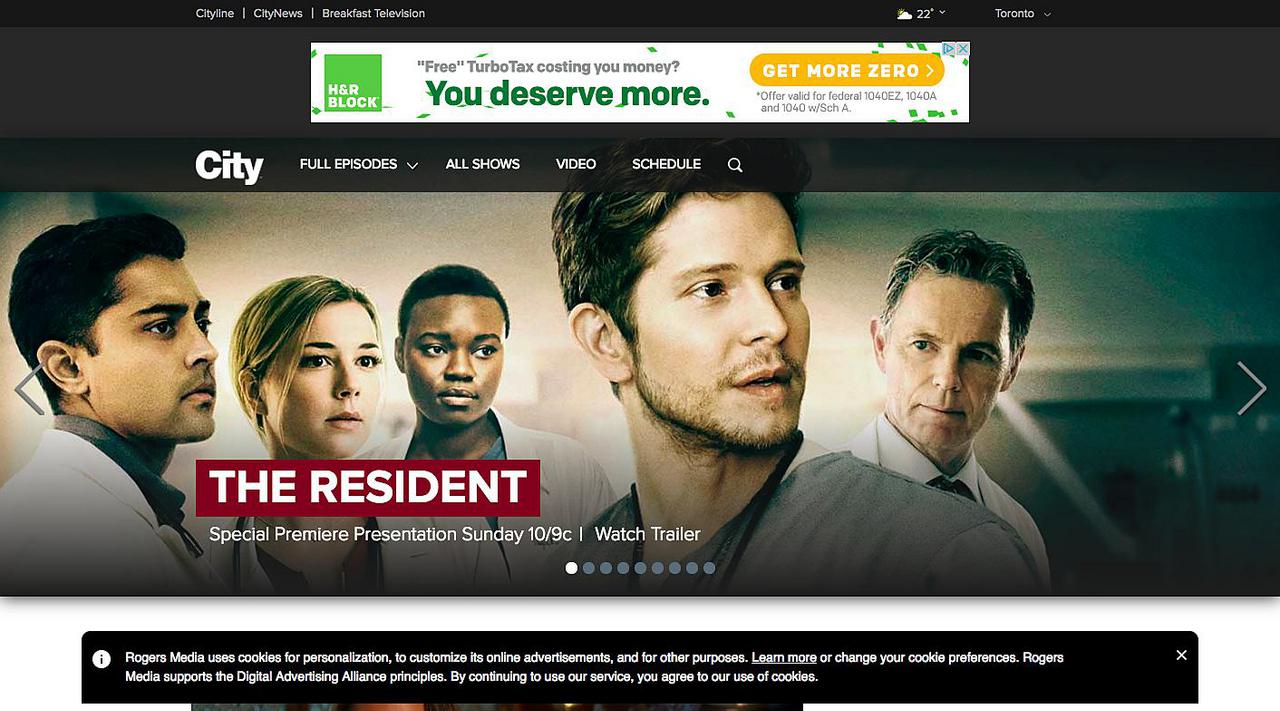 Cityline | CityNews | Breakfast Television
22°
Toronto
H&R
BLOCK
"Free" TurboTax costing you money?
You deserve more.
GET MORE ZERO >
*Offer valid for federal 1040EZ, 1040A
and 1040 w/Sch A.
City
FULL EPISODES
ALL SHOWS
VIDEO
SCHEDULE
THE RESIDENT
Special Premiere Presentation Sunday 10/9c | Watch Trailer
Rogers Media uses cookies for personalization, to customize its online advertisements, and for other purposes. Learn more or change your cookie preferences. Rogers
Media supports the Digital Advertising Alliance principles. By continuing to use our service, you agree to our use of cookies.